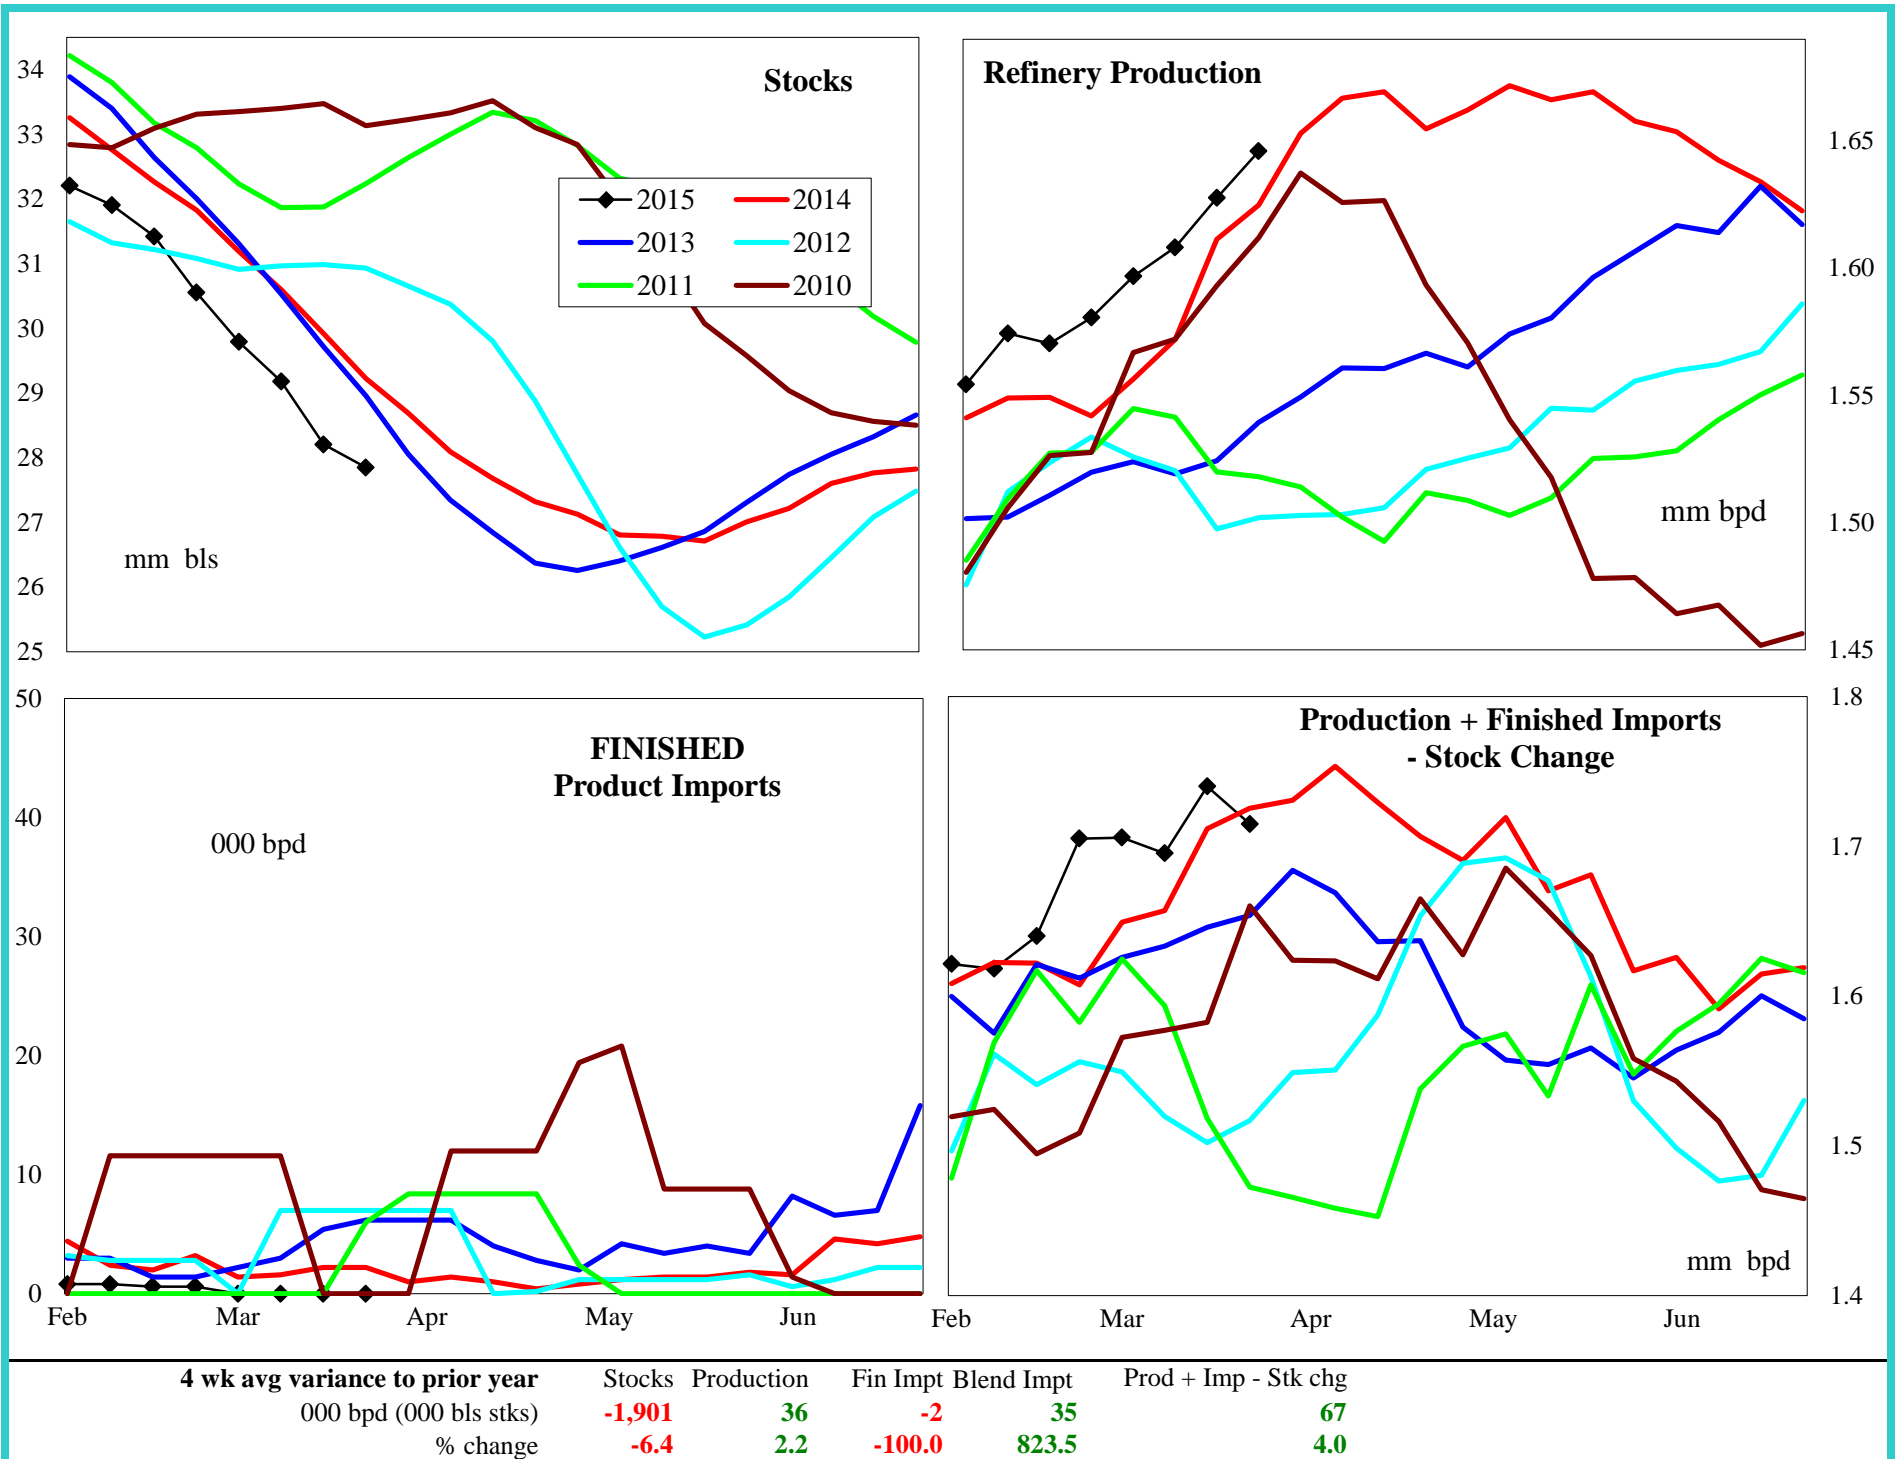 Stocks
34
33
32
31
30
29
28
27
26
25
mm bls
2015 2014
2013 2012
2011 2010
Refinery Production
1.65
1.60
1.55
1.50
1.45
mm bpd
FINISHED
Product Imports
50
40
30
20
10
0
000 bpd
Feb Mar Apr May Jun
Production + Finished Imports
- Stock Change
1.8
1.7
1.6
1.5
1.4
mm bpd
Feb Mar Apr May Jun
4 wk avg variance to prior year Stocks Production Fin Impt Blend Impt Prod + Imp - Stk chg
000 bpd (000 bls stks) -1,901 36 -2 35 67
% change -6.4 2.2 -100.0 823.5 4.0